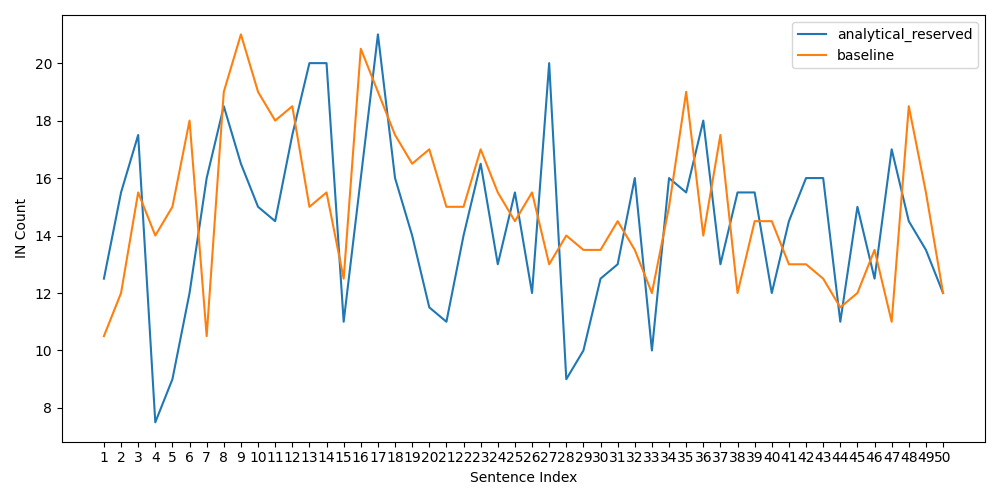 analytical_reserved
baseline
20
18
16
14
12
10
8
IN Count
1 2 3 4 5 6 7 8 9 10 11 12 13 14 15 16 17 18 19 20 21 22 23 24 25 26 27 28 29 30 31 32 33 34 35 36 37 38 39 40 41 42 43 44 45 46 47 48 49 50
Sentence Index